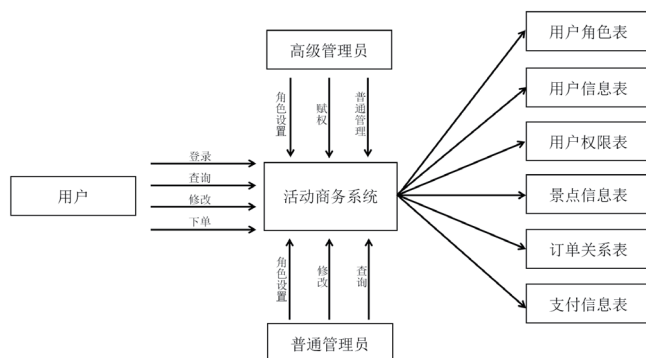 高级管理员
角色设置
赋权
普通管理
用户
登录
查询
修改
下单
活动商务系统
角色设置
修改
查询
普通管理员
用户角色表
用户信息表
用户权限表
景点信息表
订单关系表
支付信息表